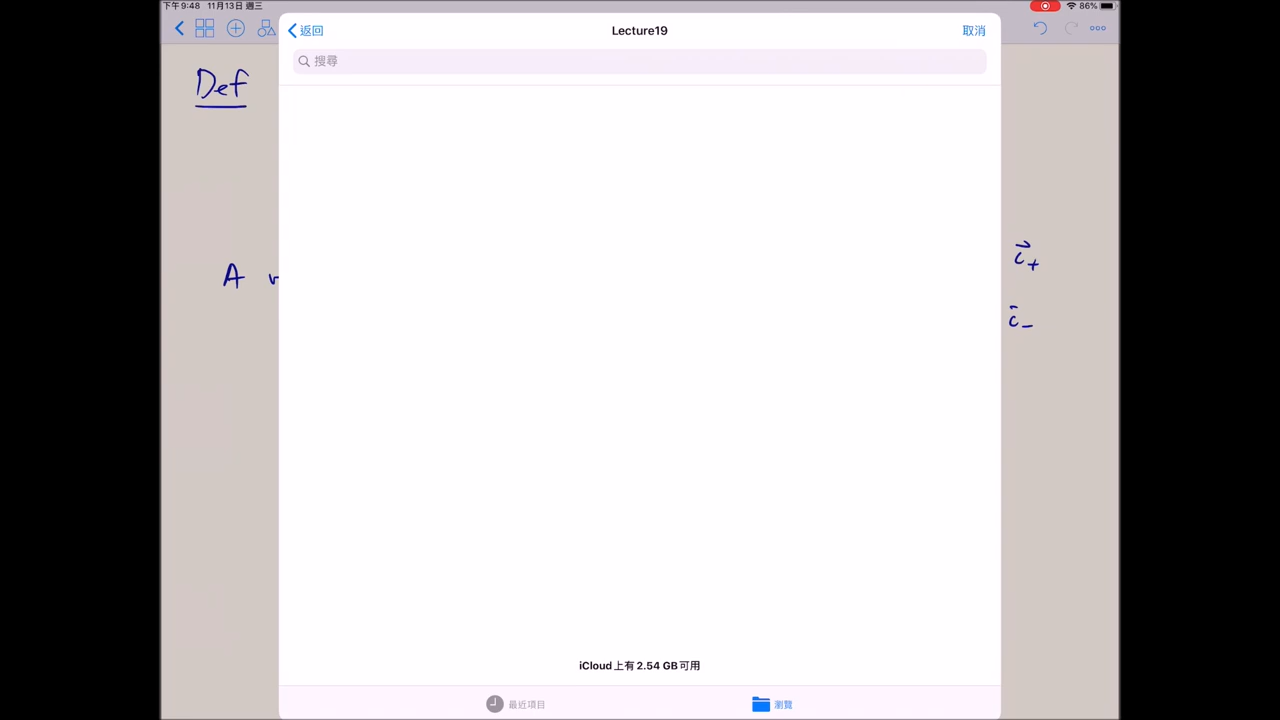 下午9:48 11月13日 週三
86%
返回
Lecture19
取消
搜尋
Def
A
c⃗+
c̄-
iCloud 上有 2.54 GB 可用
最近項目
瀏覽